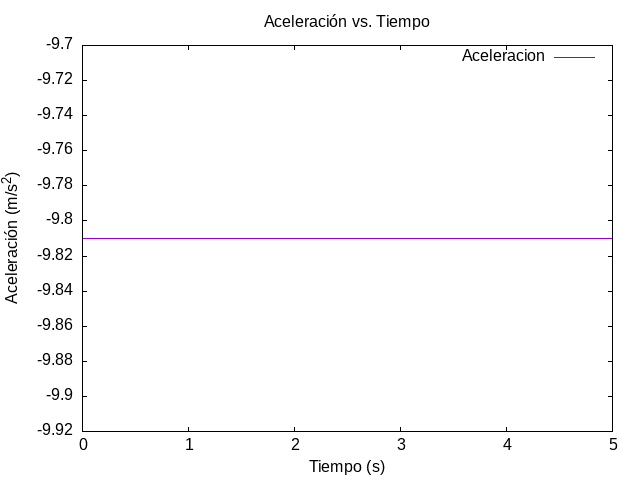 Aceleración vs. Tiempo
Aceleracion
Aceleración (m/s²)
-9.7
-9.72
-9.74
-9.76
-9.78
-9.8
-9.82
-9.84
-9.86
-9.88
-9.9
-9.92
0 1 2 3 4 5
Tiempo (s)